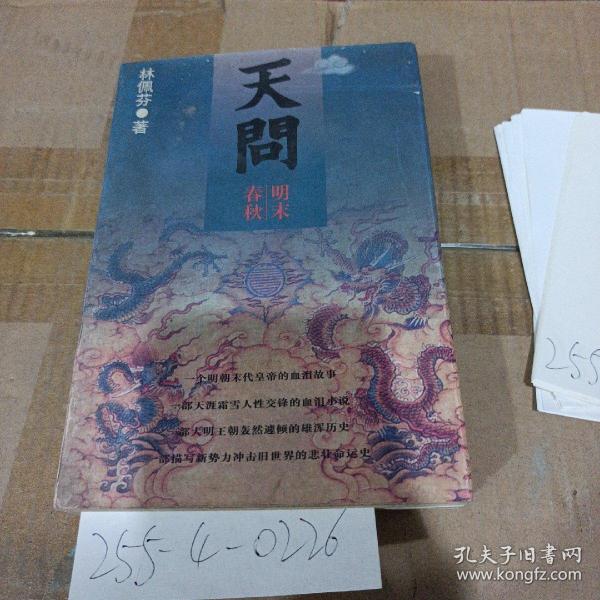 林佩芬·著
天問
明末
春秋
一个明朝末代皇帝的血泪故事
一部天涯霜雪人性交锋的血泪小说
一部大明王朝轰然遽倾的雄浑历史
一部描写新势力冲击旧世界的悲壮命运史
255-4-0226
255
孔夫子旧书网
www.kongfz.com